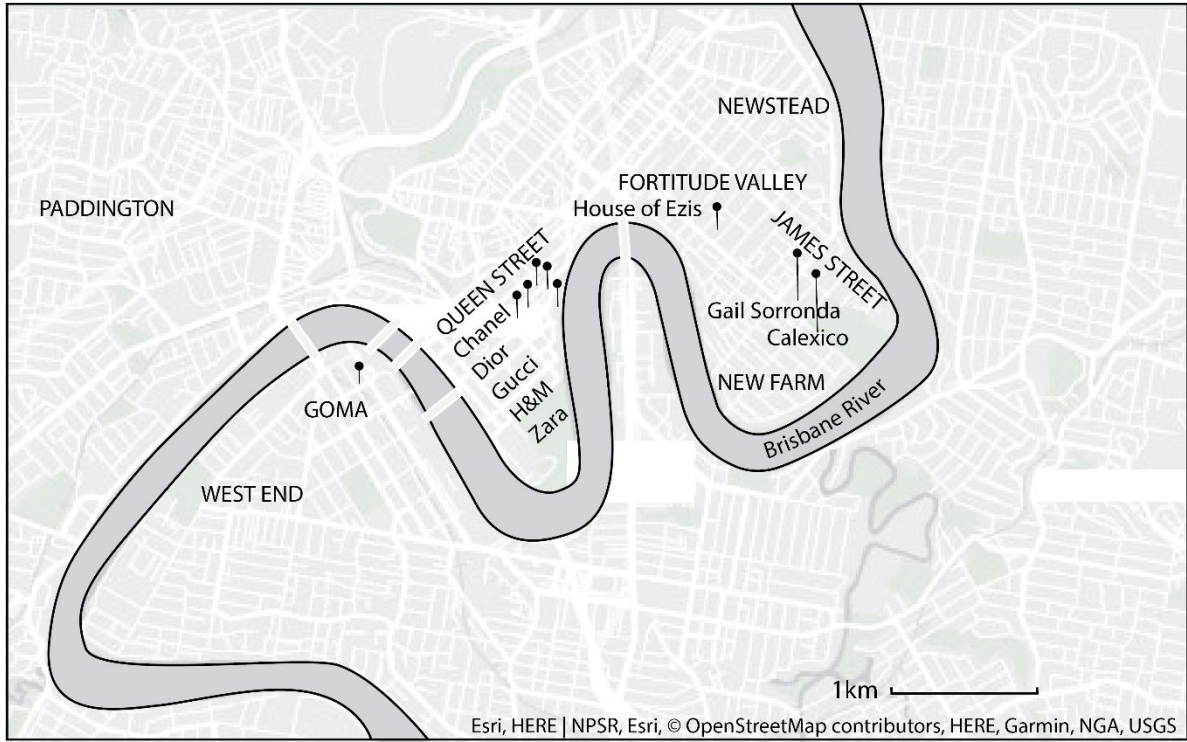 NEWSTEAD
FORTITUDE VALLEY
PADDINGTON
House of Ezis
JAMES STREET
QUEEN STREET
Chanel
Dior
Gucci
H&M
Zara
Gail Sorronda
Calexico
NEW FARM
GOMA
Brisbane River
WEST END
1km
Esri, HERE | NPSR, Esri, © OpenStreetMap contributors, HERE, Garmin, NGA, USGS